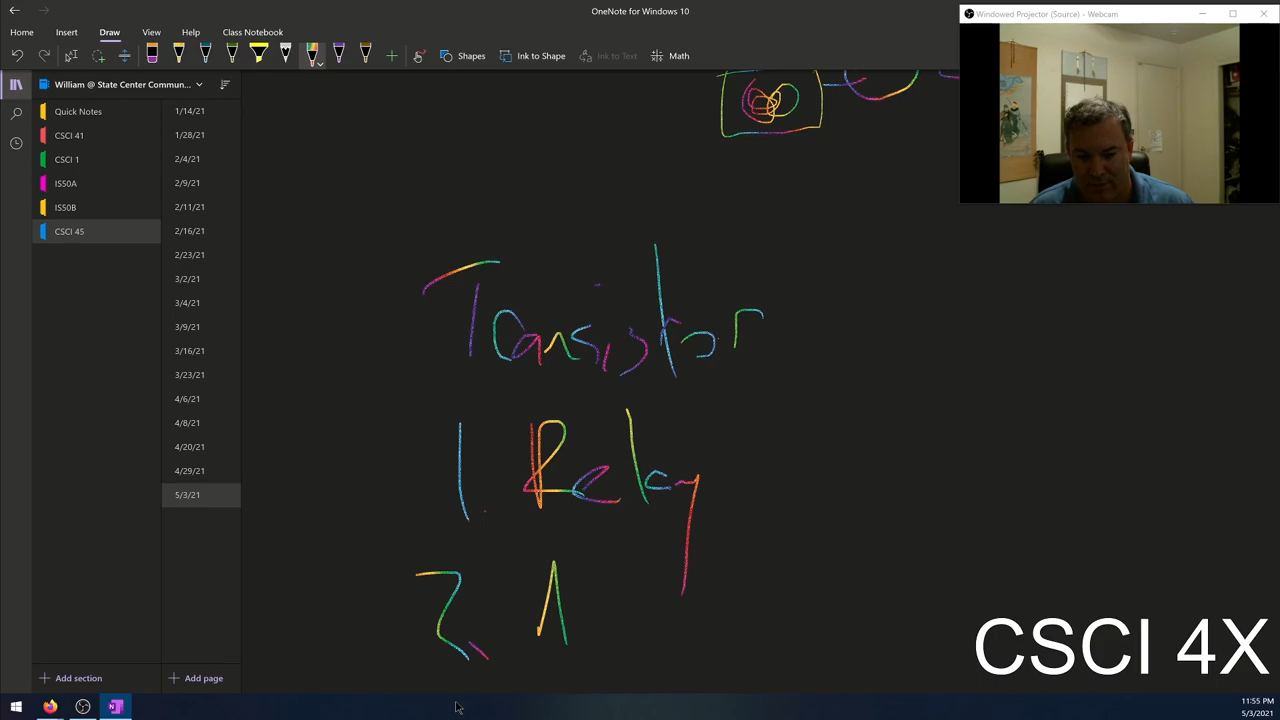 OneNote for Windows 10
Windowed Projector (Source) - Webcam
Home Insert Draw View Help Class Notebook
Shapes Ink to Shape Ink to Text Math
William @ State Center Commun...
Quick Notes
CSCI 41
CSCI 1
IS50A
IS50B
CSCI 45
1/14/21
1/28/21
2/4/21
2/9/21
2/11/21
2/16/21
2/23/21
3/2/21
3/4/21
3/9/21
3/16/21
3/23/21
4/6/21
4/8/21
4/20/21
4/29/21
5/3/21
Transistor
1. Relay
2.
CSCI 4X
Add section
Add page
11:55 PM
5/3/2021